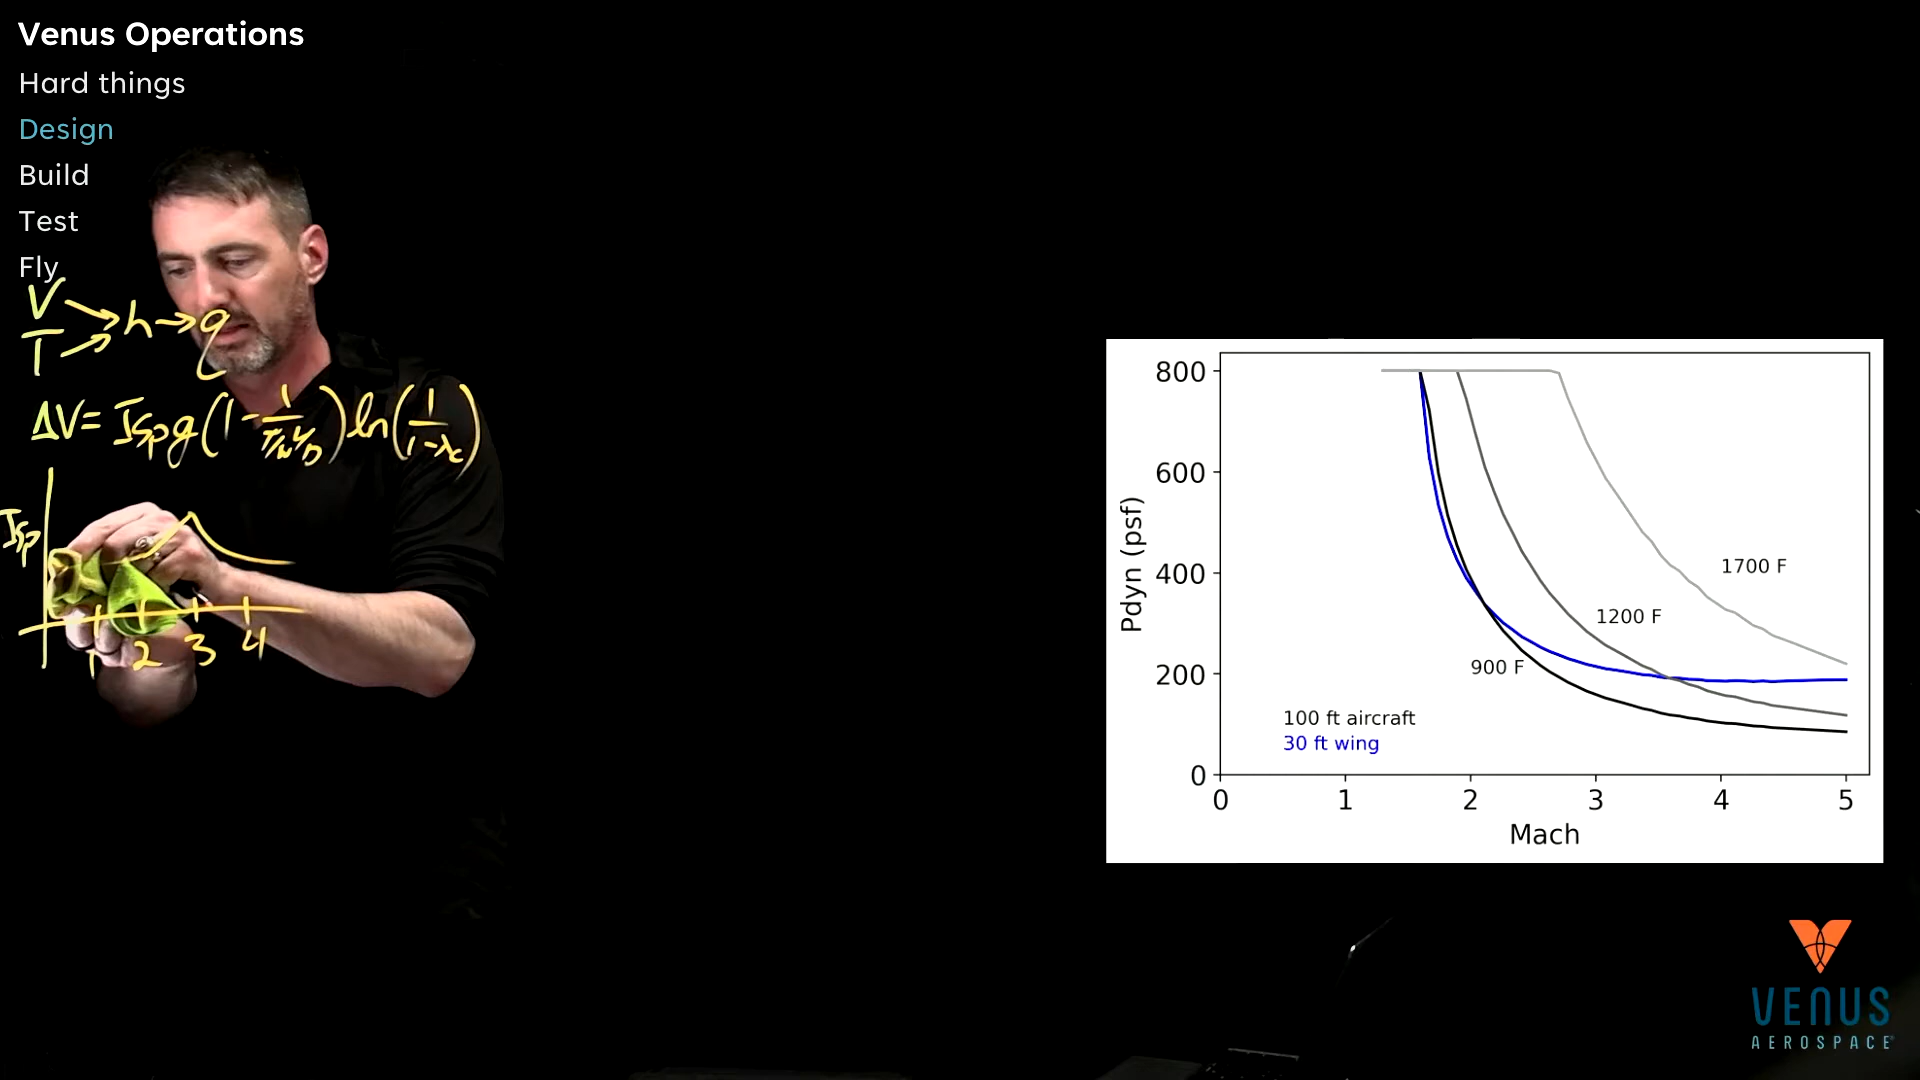 Venus Operations
Hard things
Design
Build
Test
Fly
V
T → h → q
ΔV = Isp g (1 - 1/(T/W L/D)) ln(1/(1-λc))
Isp
1 2 3 4
800
600
400
200
0
Pdyn (psf)
1700 F
1200 F
900 F
100 ft aircraft
30 ft wing
0 1 2 3 4 5
Mach
VENUS
AEROSPACE